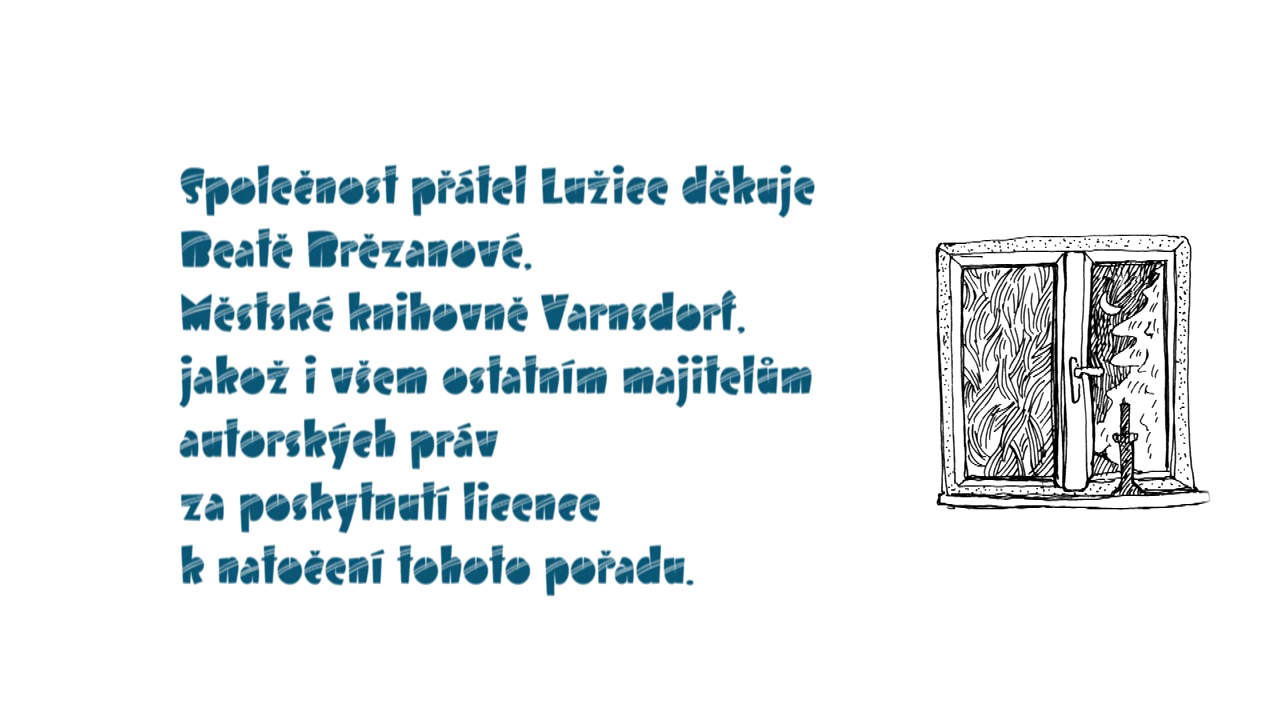 Společnost přátel Lužice děkuje
Beatě Brězanové,
Městské knihovně Varnsdorf,
jakož i všem ostatním majitelům
autorských práv
za poskytnutí licence
k natočení tohoto pořadu.